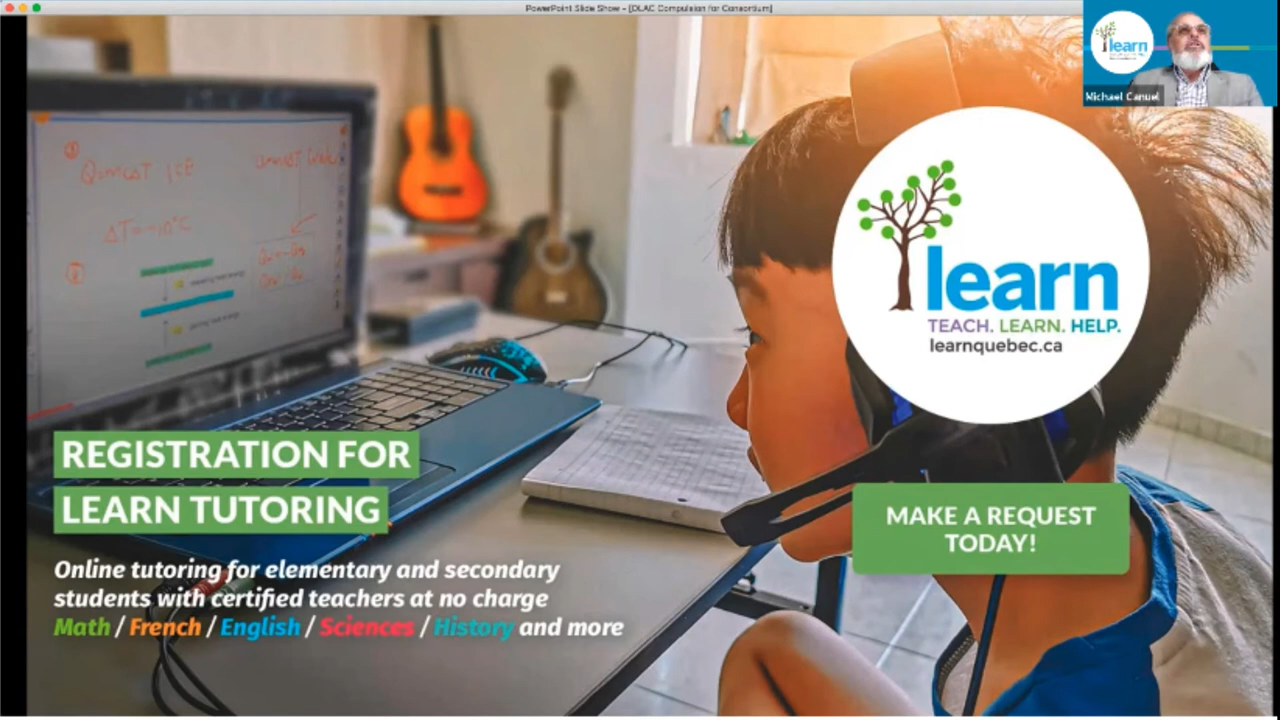 PowerPoint Slide Show - [DLAC Compulsion for Consortium]
learn
Michael Canuel
learn
TEACH. LEARN. HELP.
learnquebec.ca
REGISTRATION FOR
LEARN TUTORING
MAKE A REQUEST
TODAY!
Online tutoring for elementary and secondary
students with certified teachers at no charge
Math / French / English / Sciences / History and more